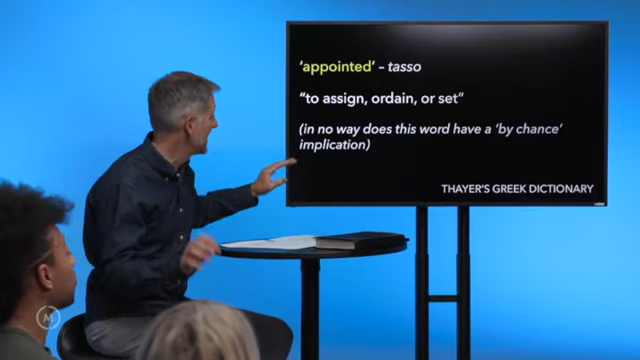 'appointed' – tasso
"to assign, ordain, or set"
(in no way does this word have a 'by chance'
implication)
THAYER'S GREEK DICTIONARY
M